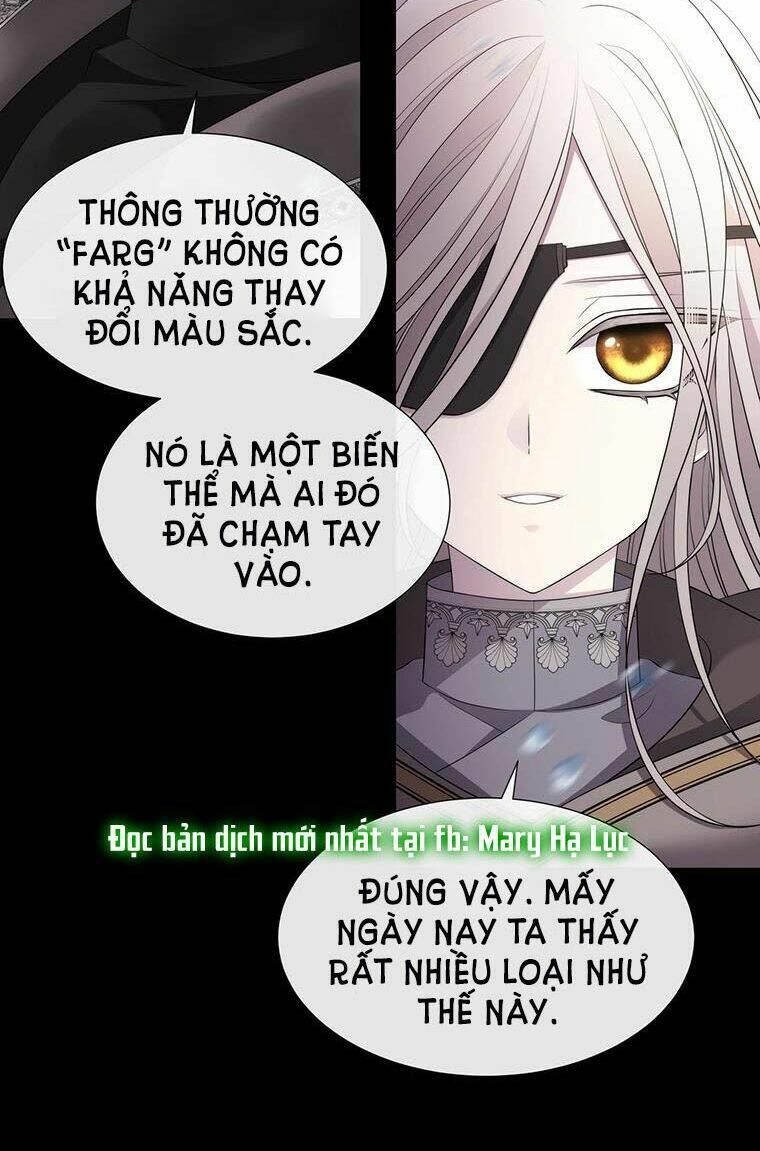 THÔNG THƯỜNG
“FARG” KHÔNG CÓ
KHẢ NĂNG THAY
ĐỔI MÀU SẮC.
NÓ LÀ MỘT BIẾN
THỂ MÀ AI ĐÓ
ĐÃ CHẠM TAY
VÀO.
Đọc bản dịch mới nhất tại fb: Mary Hạ Lục
ĐÚNG VẬY. MẤY
NGÀY NAY TA THẤY
RẤT NHIỀU LOẠI NHƯ
THẾ NÀY.